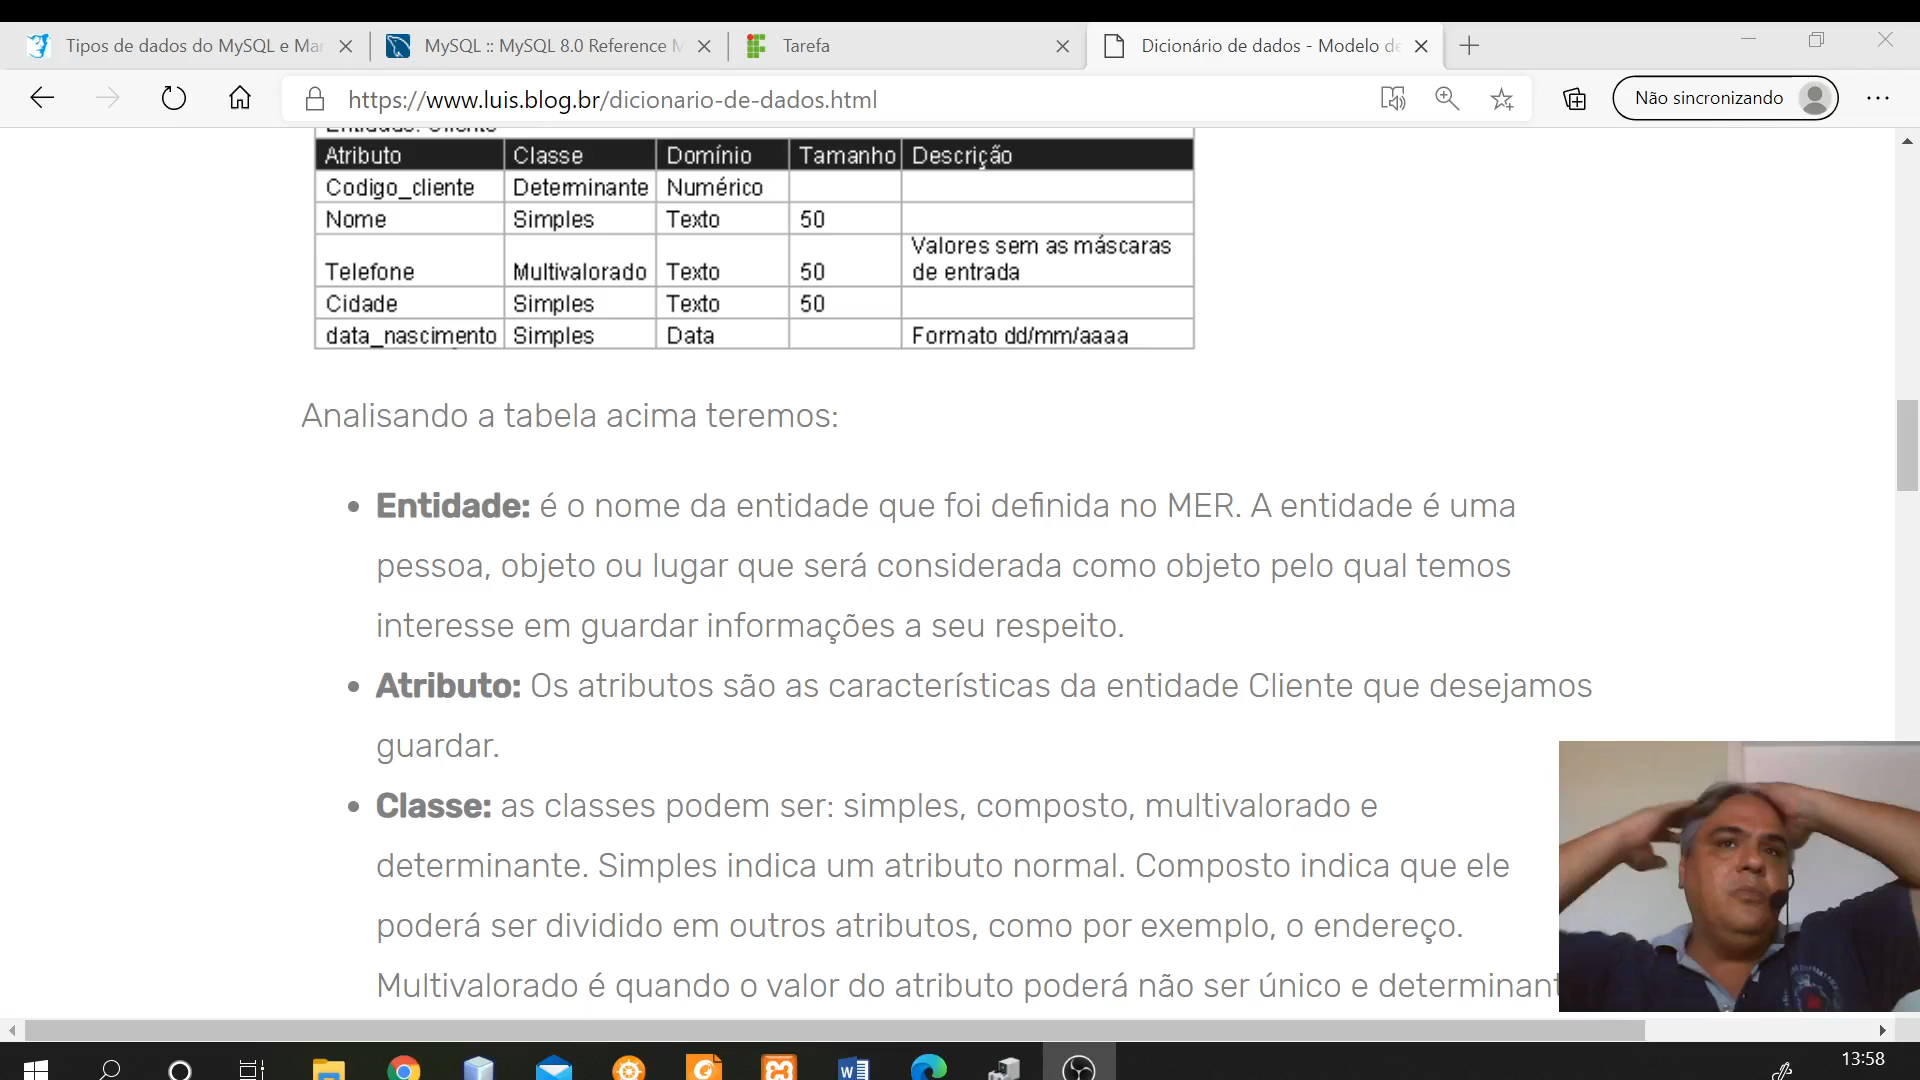 Tipos de dados do MySQL e Mar
MySQL :: MySQL 8.0 Reference M
Tarefa
Dicionário de dados - Modelo de
https://www.luis.blog.br/dicionario-de-dados.html
Não sincronizando
Entidade: Cliente
Atributo Classe Domínio Tamanho Descrição
Codigo_cliente Determinante Numérico
Nome Simples Texto 50
Telefone Multivalorado Texto 50 Valores sem as máscaras
de entrada
Cidade Simples Texto 50
data_nascimento Simples Data Formato dd/mm/aaaa
Analisando a tabela acima teremos:
• Entidade: é o nome da entidade que foi definida no MER. A entidade é uma
pessoa, objeto ou lugar que será considerada como objeto pelo qual temos
interesse em guardar informações a seu respeito.
• Atributo: Os atributos são as características da entidade Cliente que desejamos
guardar.
• Classe: as classes podem ser: simples, composto, multivalorado e
determinante. Simples indica um atributo normal. Composto indica que ele
poderá ser dividido em outros atributos, como por exemplo, o endereço.
Multivalorado é quando o valor do atributo poderá não ser único e determinant
13:58